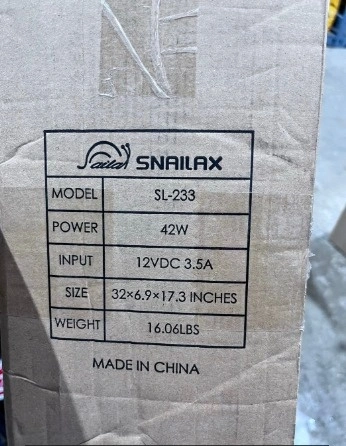 SNAILAX
MODEL SL-233
POWER 42W
INPUT 12VDC 3.5A
SIZE 32×6.9×17.3 INCHES
WEIGHT 16.06LBS
MADE IN CHINA